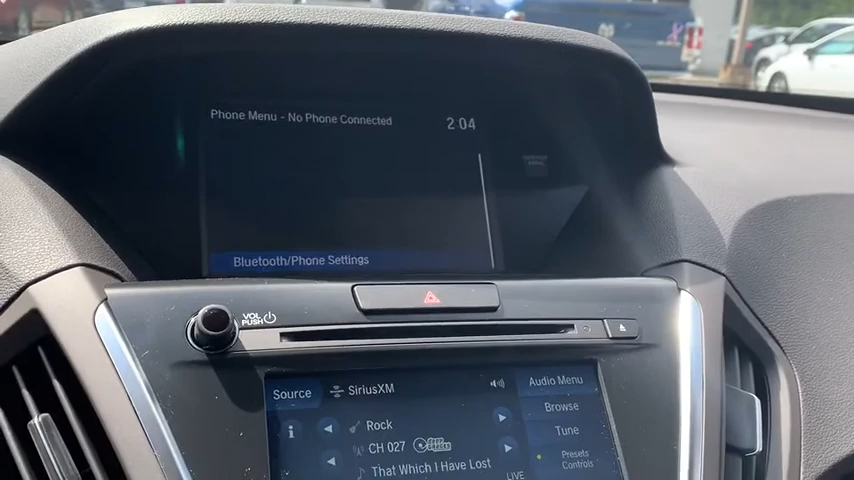 Phone Menu - No Phone Connected
2:04
Bluetooth/Phone Settings
VOL
PUSH
Source
SiriusXM
Audio Menu
Rock
Browse
CH 027
Tune
That Which I Have Lost
LIVE
Presets
Controls